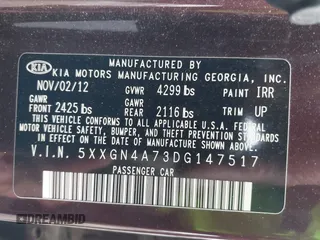 MANUFACTURED BY
KIA KIA MOTORS MANUFACTURING GEORGIA, INC.
NOV/02/12 GVWR 4299 lbs PAINT IRR
GAWR FRONT 2425 lbs GAWR REAR 2116 lbs TRIM UP
THIS VEHICLE CONFORMS TO ALL APPLICABLE U.S. FEDERAL
MOTOR VEHICLE SAFETY, BUMPER, AND THEFT PREVENTION
STANDARDS IN EFFECT ON THE DATE OF MANUFACTURE SHOWN ABOVE.
V.I.N. 5XXGN4A73DG147517
PASSENGER CAR
DREAMBID